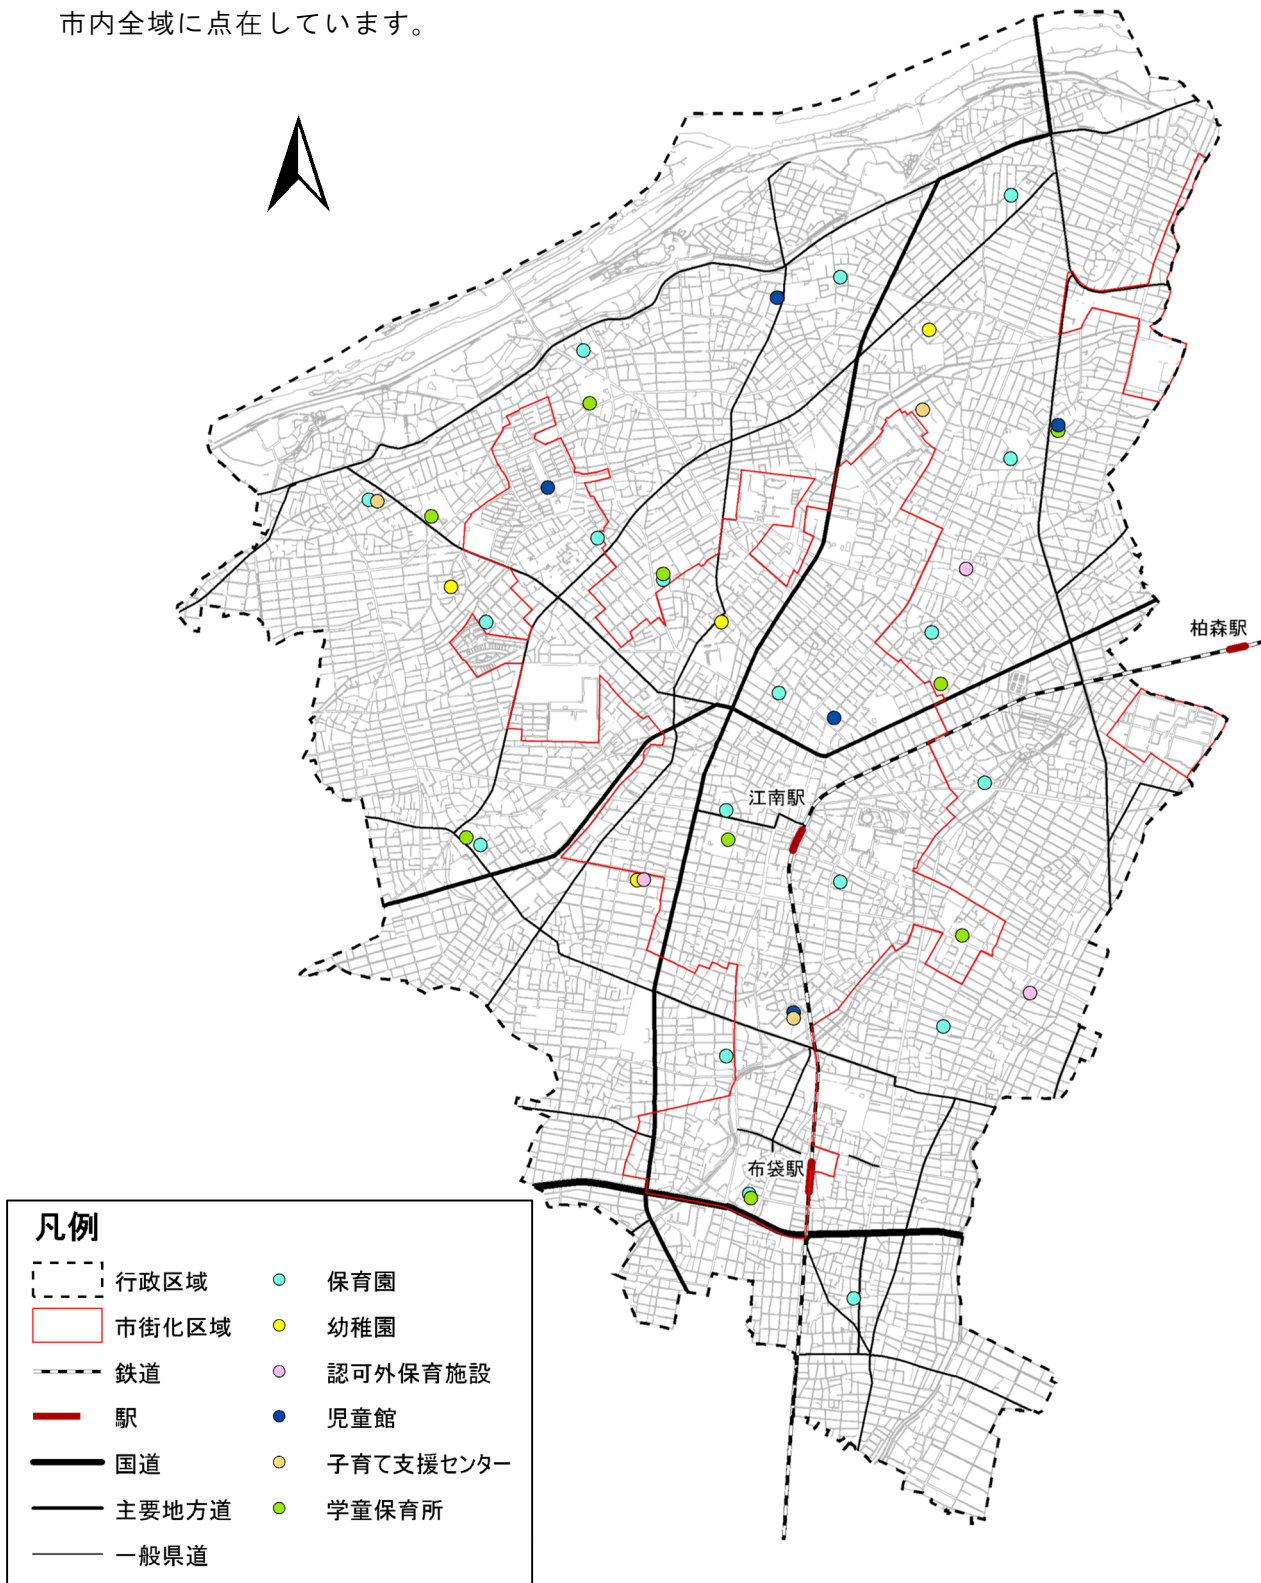 市内全域に点在しています。
柏森駅
江南駅
布袋駅
凡例
行政区域
保育園
市街化区域
幼稚園
鉄道
認可外保育施設
駅
児童館
国道
子育て支援センター
主要地方道
学童保育所
一般県道